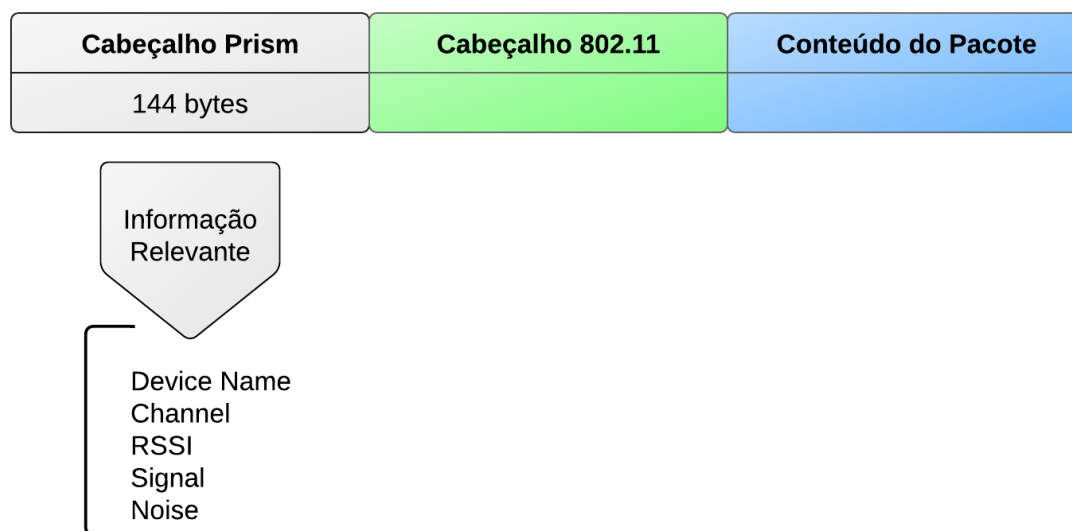 Cabeçalho Prism
Cabeçalho 802.11
Conteúdo do Pacote
144 bytes
Informação
Relevante
Device Name
Channel
RSSI
Signal
Noise